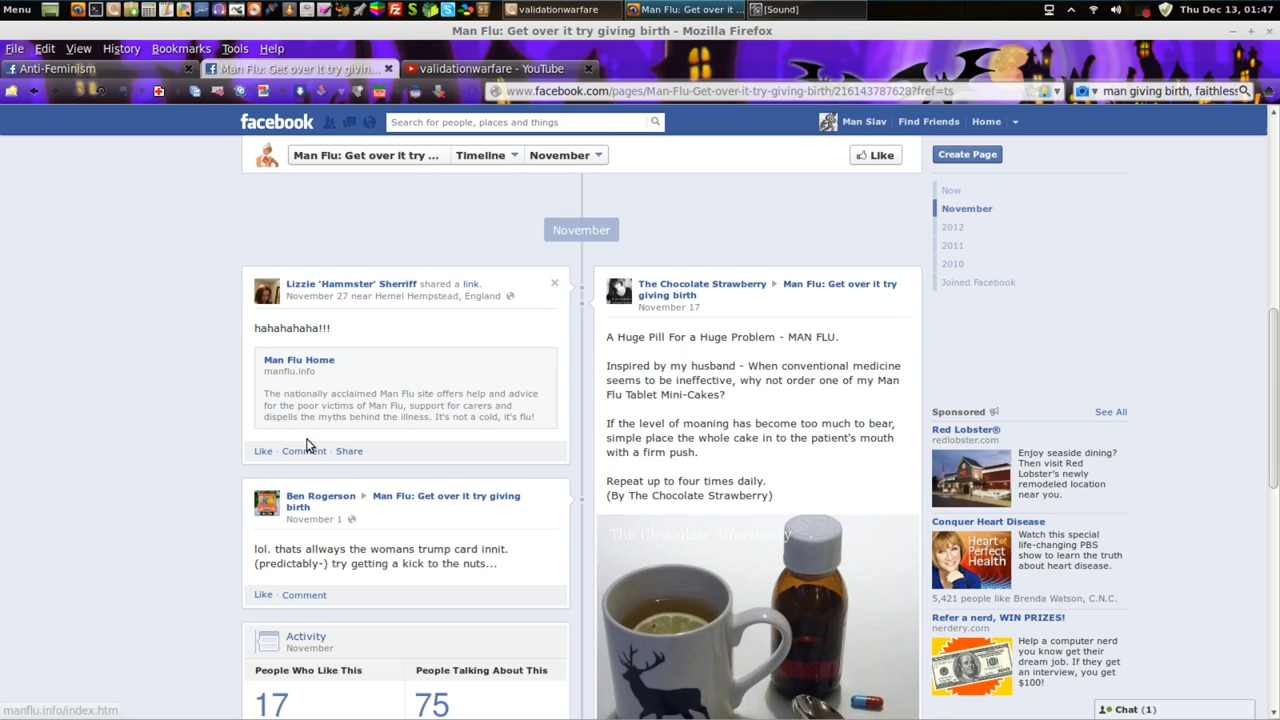 Menu
validationwarfare
Man Flu: Get over it ...
[Sound]
Thu Dec 13, 01:47
Man Flu: Get over it try giving birth - Mozilla Firefox
File Edit View History Bookmarks Tools Help
Anti-Feminism
Man Flu: Get over it try givin...
validationwarfare - YouTube
www.facebook.com/pages/Man-Flu-Get-over-it-try-giving-birth/216143787628?fref=ts
man giving birth, faithless
facebook
Search for people, places and things
Man Slav
Find Friends
Home
Man Flu: Get over it try ...
Timeline
November
Like
Create Page
Now
November
2012
2011
2010
Joined Facebook
November
Lizzie 'Hammster' Sherriff shared a link.
November 27 near Hemel Hempstead, England
hahahahaha!!!
Man Flu Home
manflu.info
The nationally acclaimed Man Flu site offers help and advice
for the poor victims of Man Flu, support for carers and
dispells the myths behind the illness. It's not a cold, it's flu!
Like · Comment · Share
Ben Rogerson Man Flu: Get over it try giving
birth
November 1
lol. thats allways the womans trump card innit.
(predictably-) try getting a kick to the nuts...
Like · Comment
Activity
November
People Who Like This
17
People Talking About This
75
The Chocolate Strawberry Man Flu: Get over it try
giving birth
November 17
A Huge Pill For a Huge Problem - MAN FLU.
Inspired by my husband - When conventional medicine
seems to be ineffective, why not order one of my Man
Flu Tablet Mini-Cakes?
If the level of moaning has become too much to bear,
simple place the whole cake in to the patient's mouth
with a firm push.
Repeat up to four times daily.
(By The Chocolate Strawberry)
The Chocolate Strawberry
Sponsored
See All
Red Lobster®
redlobster.com
Enjoy seaside dining?
Then visit Red
Lobster's newly
remodeled location
near you.
Conquer Heart Disease
Heart of
Perfect
Health
Watch this special
life-changing PBS
show to learn the truth
about heart disease.
5,421 people like Brenda Watson, C.N.C.
Refer a nerd, WIN PRIZES!
nerdery.com
Help a computer nerd
you know get their
dream job. If they get
an interview, you get
$100!
Chat (1)
manflu.info/index.htm